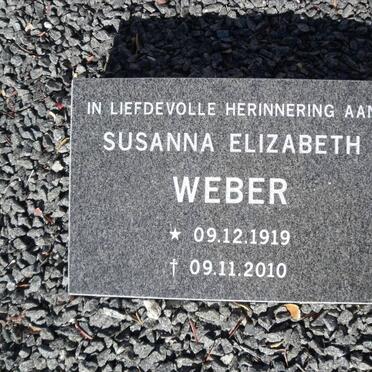 IN LIEFDEVOLLE HERINNERING AAN
SUSANNA ELIZABETH
WEBER
★ 09.12.1919
† 09.11.2010